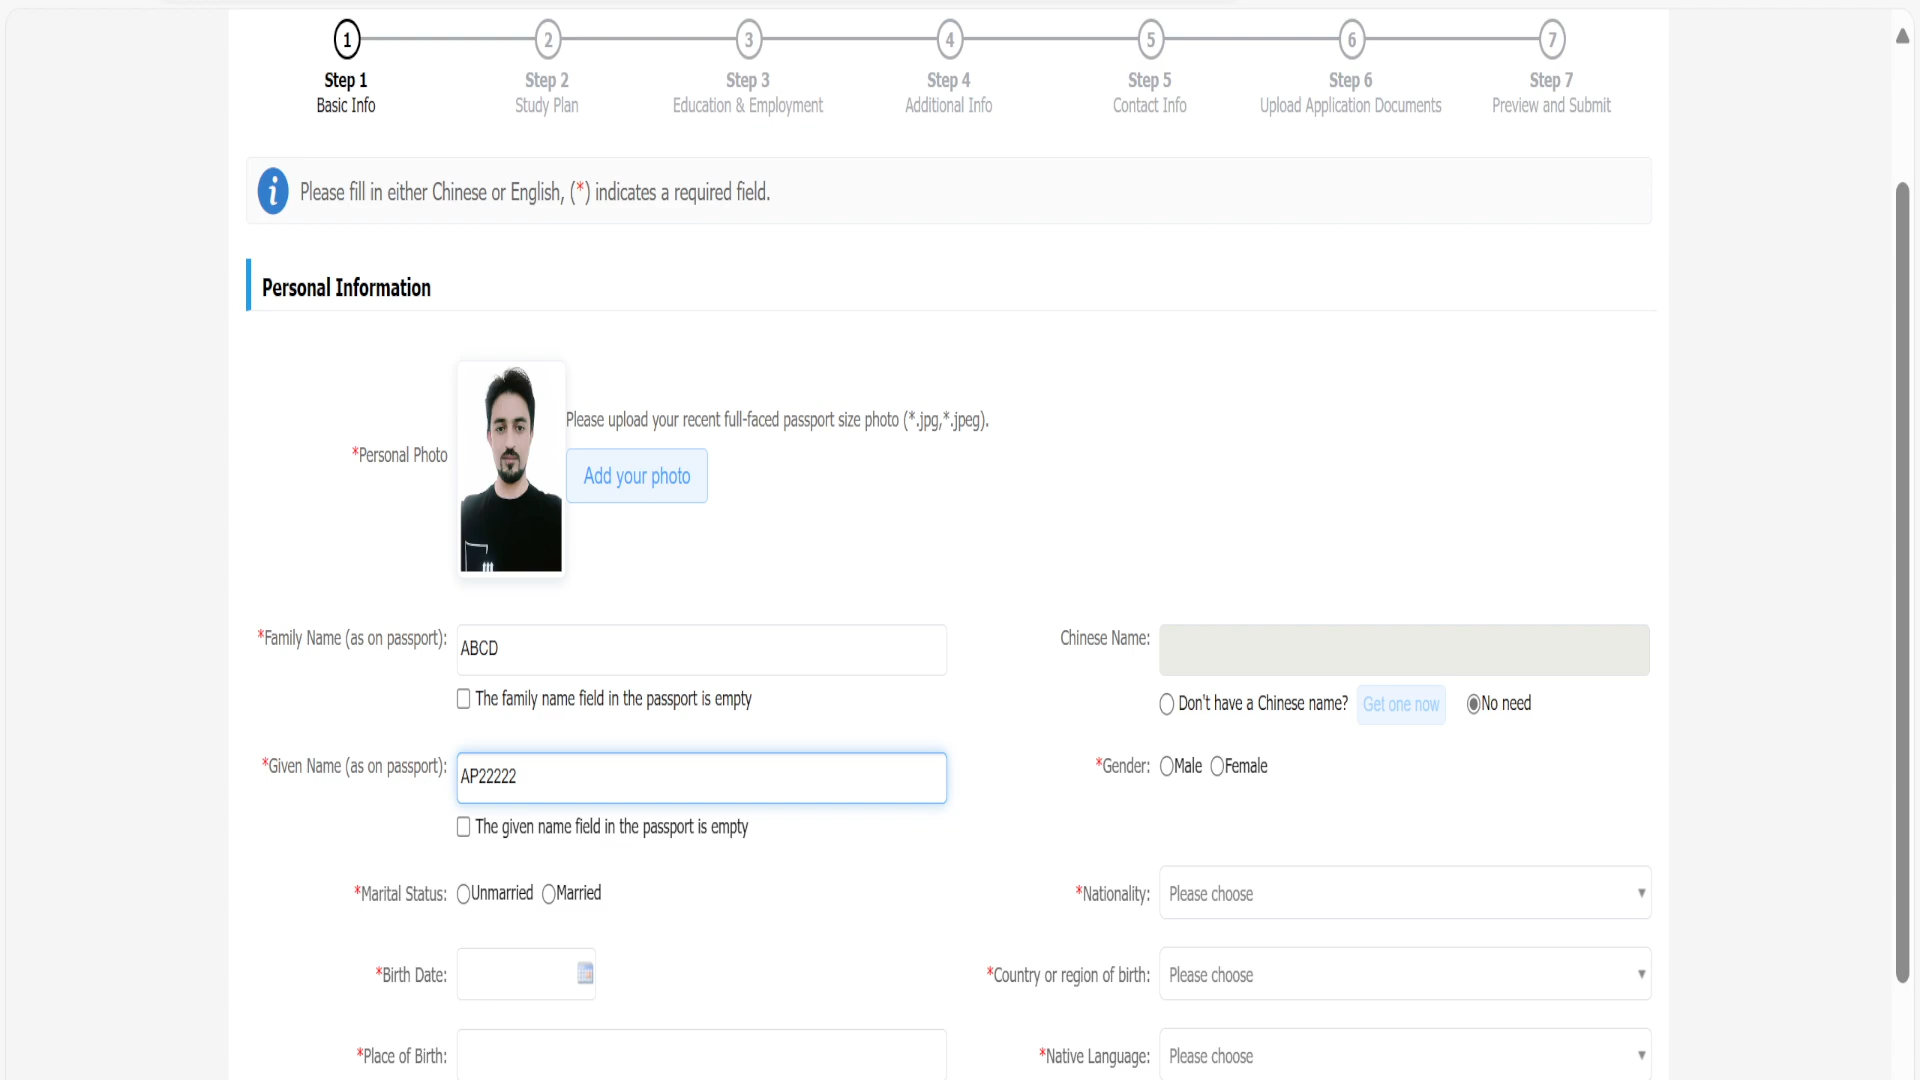 1 2 3 4 5 6 7
Step 1 Step 2 Step 3 Step 4 Step 5 Step 6 Step 7
Basic Info Study Plan Education & Employment Additional Info Contact Info Upload Application Documents Preview and Submit
i Please fill in either Chinese or English, (*) indicates a required field.
Personal Information
Please upload your recent full-faced passport size photo (*.jpg,*.jpeg).
*Personal Photo
Add your photo
*Family Name (as on passport): ABCD Chinese Name:
The family name field in the passport is empty Don't have a Chinese name? Get one now No need
*Given Name (as on passport): AP22222 *Gender: Male Female
The given name field in the passport is empty
*Marital Status: Unmarried Married *Nationality: Please choose
*Birth Date: *Country or region of birth: Please choose
*Place of Birth: *Native Language: Please choose